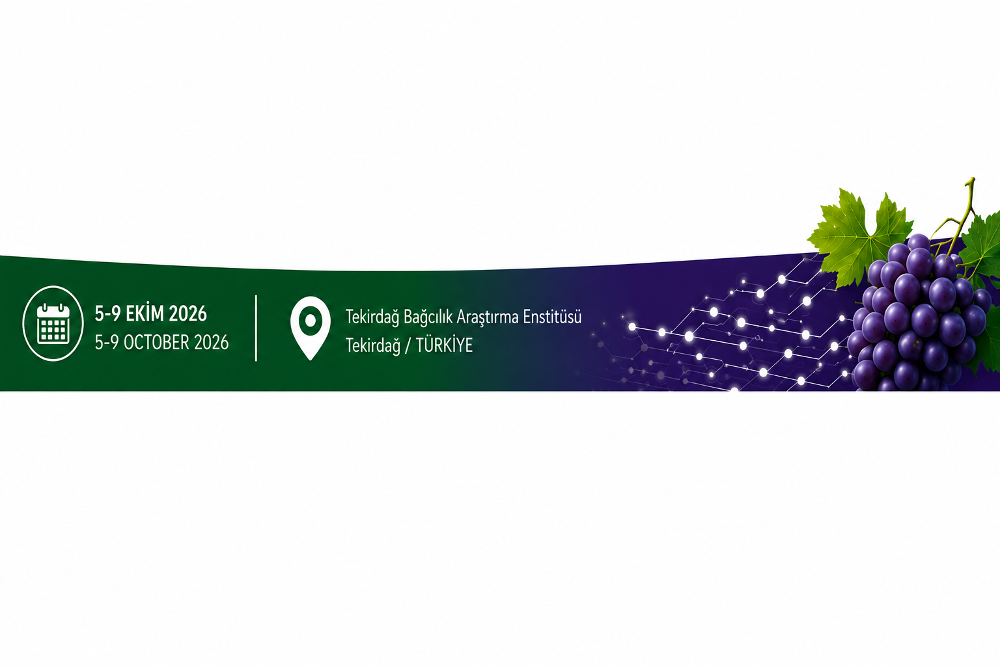 5-9 EKİM 2026
5-9 OCTOBER 2026
Tekirdağ Bağcılık Araştırma Enstitüsü
Tekirdağ / TÜRKİYE